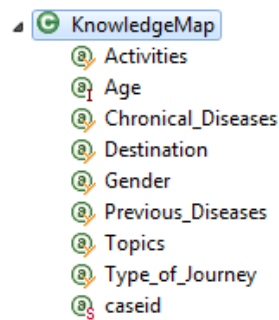 KnowledgeMap
Activities
Age
Chronical_Diseases
Destination
Gender
Previous_Diseases
Topics
Type_of_Journey
caseid